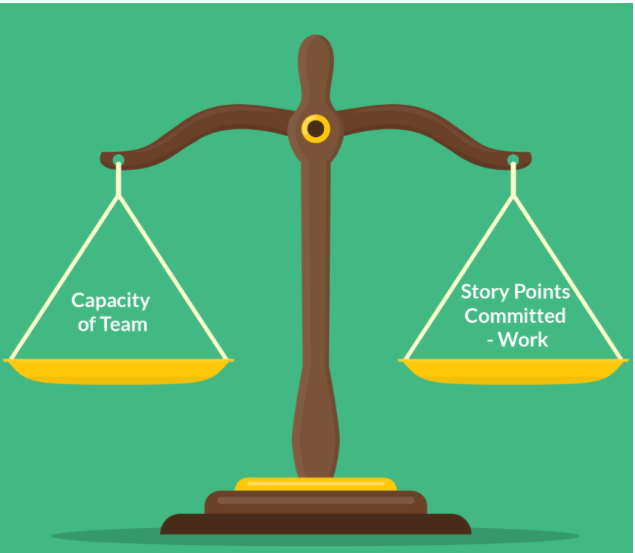 Capacity
of Team
Story Points
Committed
- Work